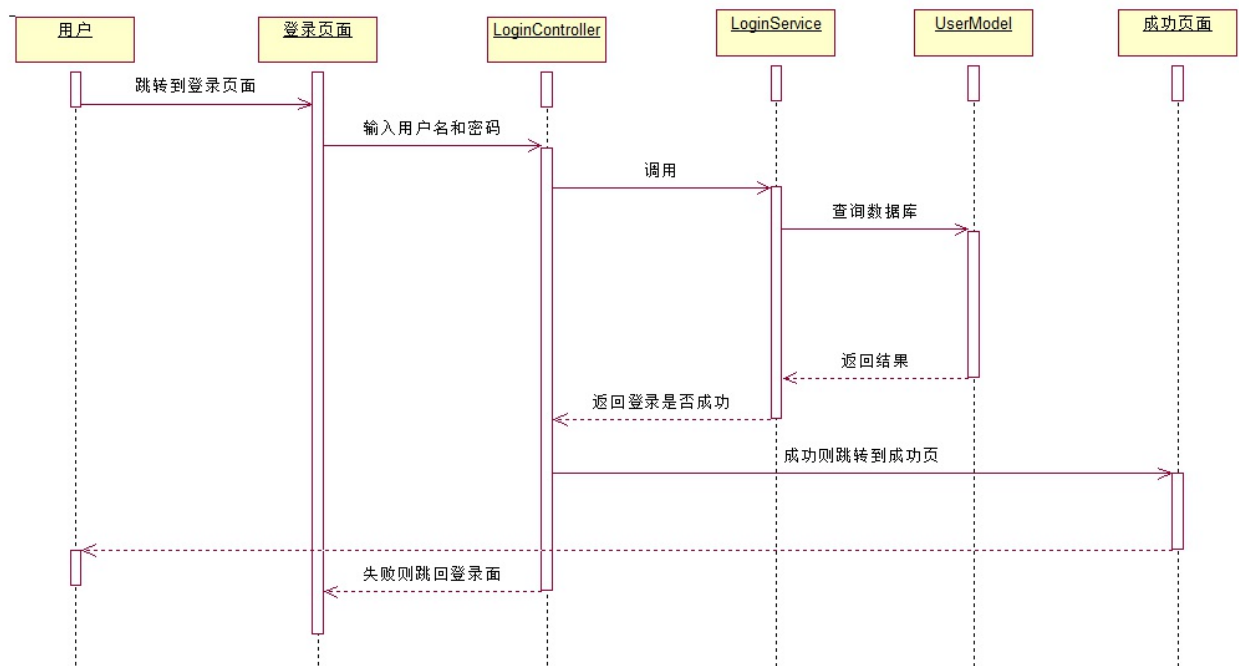 用户
登录页面
LoginController
LoginService
UserModel
成功页面
跳转到登录页面
输入用户名和密码
调用
查询数据库
返回结果
返回登录是否成功
成功则跳转到成功页
失败则跳回登录面